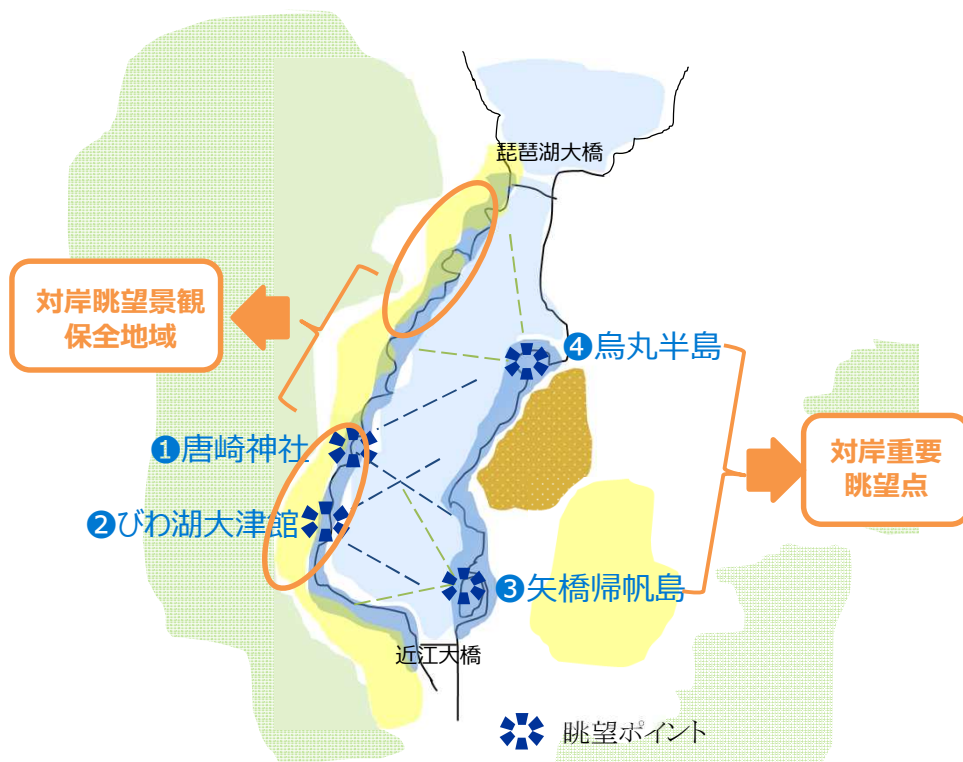 琵琶湖大橋
対岸眺望景観
保全地域
❹烏丸半島
❶唐崎神社
対岸重要
眺望点
❷びわ湖大津館
❸矢橋帰帆島
近江大橋
眺望ポイント